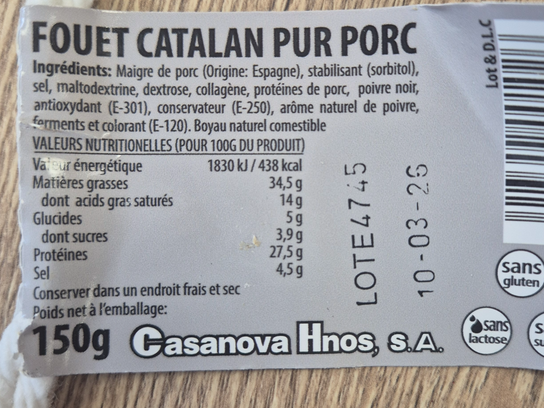 FOUET CATALAN PUR PORC
Ingrédients: Maigre de porc (Origine: Espagne), stabilisant (sorbitol),
sel, maltodextrine, dextrose, collagène, protéines de porc, poivre noir,
antioxydant (E-301), conservateur (E-250), arôme naturel de poivre,
ferments et colorant (E-120). Boyau naturel comestible
VALEURS NUTRITIONELLES (POUR 100G DU PRODUIT)
Valeur énergétique 1830 kJ / 438 kcal
Matières grasses 34,5 g
dont acids gras saturés 14 g
Glucides 5 g
dont sucres 3,9 g
Protéines 27,5 g
Sel 4,5 g
Conserver dans un endroit frais et sec
Poids net à l'emballage:
150g Casanova Hnos, S.A.
LOTE4745
10-03-26
Lot & D.L.C
sans
gluten
sans
lactose